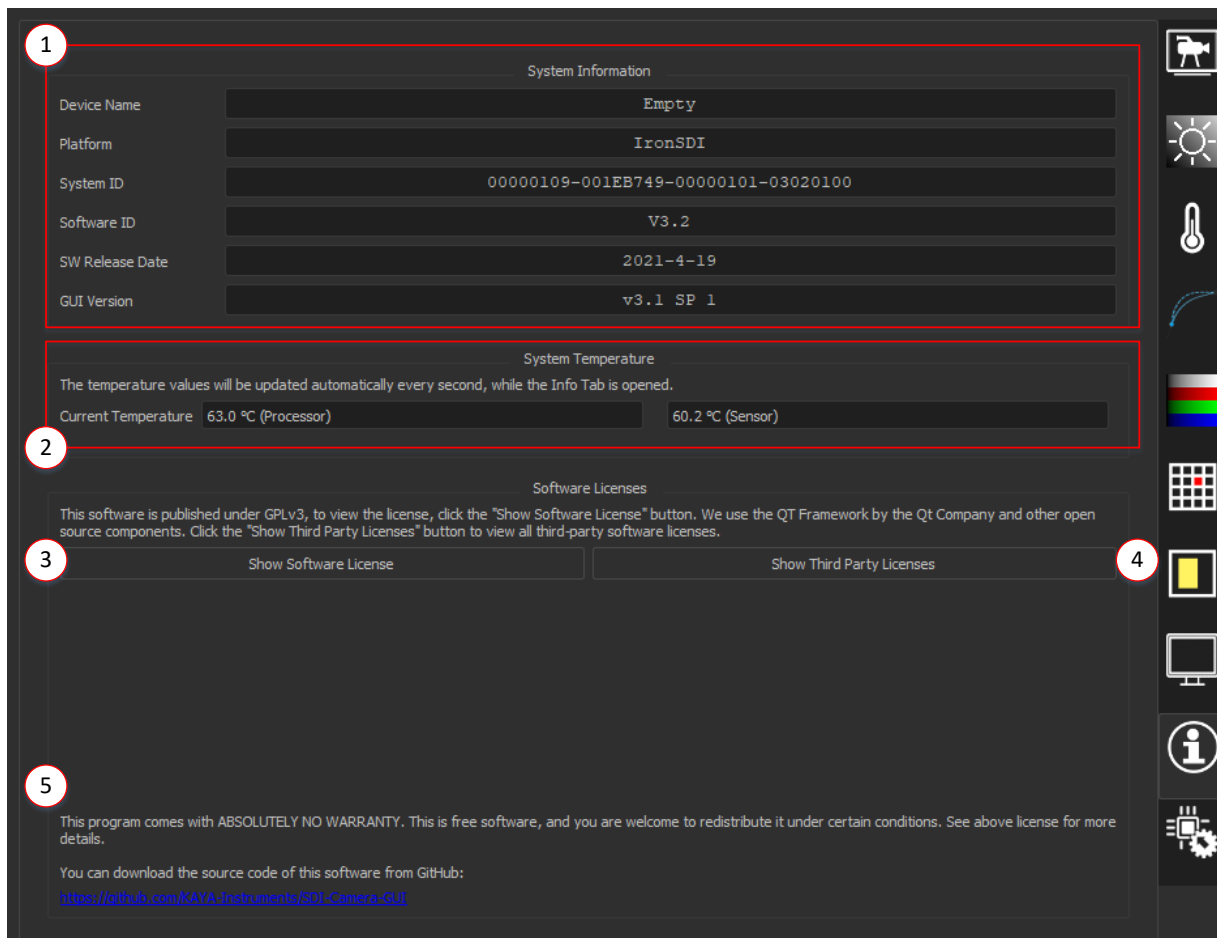 1
System Information
Device Name Empty
Platform IronSDI
System ID 00000109-001EB749-00000101-03020100
Software ID V3.2
SW Release Date 2021-4-19
GUI Version v3.1 SP 1
System Temperature
The temperature values will be updated automatically every second, while the Info Tab is opened.
Current Temperature 63.0 °C (Processor) 60.2 °C (Sensor)
2
Software Licenses
This software is published under GPLv3, to view the license, click the "Show Software License" button. We use the QT Framework by the Qt Company and other open
source components. Click the "Show Third Party Licenses" button to view all third-party software licenses.
3 Show Software License Show Third Party Licenses 4
5
This program comes with ABSOLUTELY NO WARRANTY. This is free software, and you are welcome to redistribute it under certain conditions. See above license for more
details.
You can download the source code of this software from GitHub:
https://github.com/KAYA-Instruments/SDI-Camera-GUI